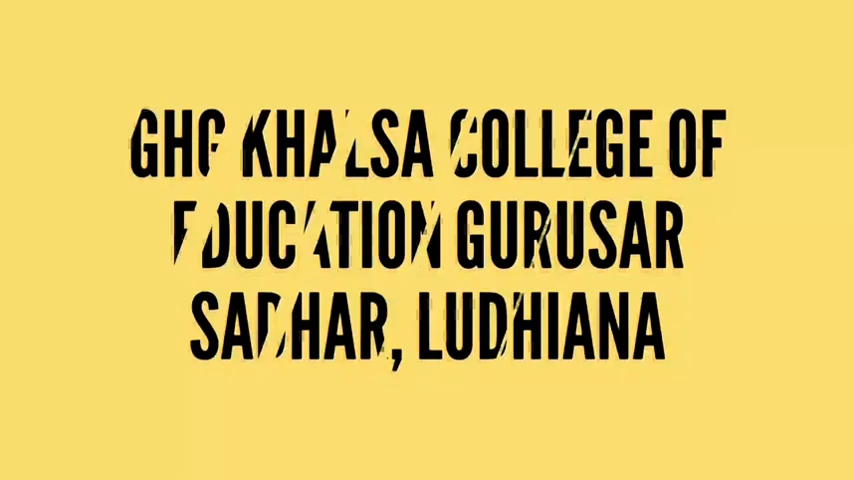 GHG KHALSA COLLEGE OF
EDUCATION GURUSAR
SADHAR, LUDHIANA